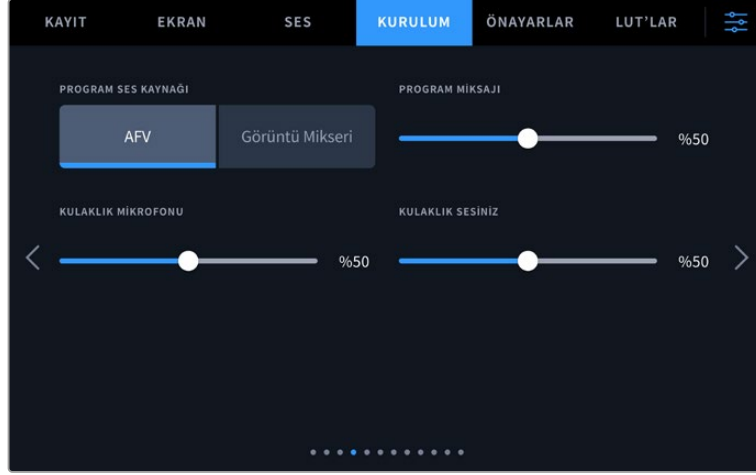 KAYIT EKRAN SES KURULUM ÖNAYARLAR LUT'LAR
PROGRAM SES KAYNAĞI PROGRAM MİKSAJI
AFV Görüntü Mikseri %50
KULAKLIK MİKROFONU KULAKLIK SESİNİZ
%50 %50